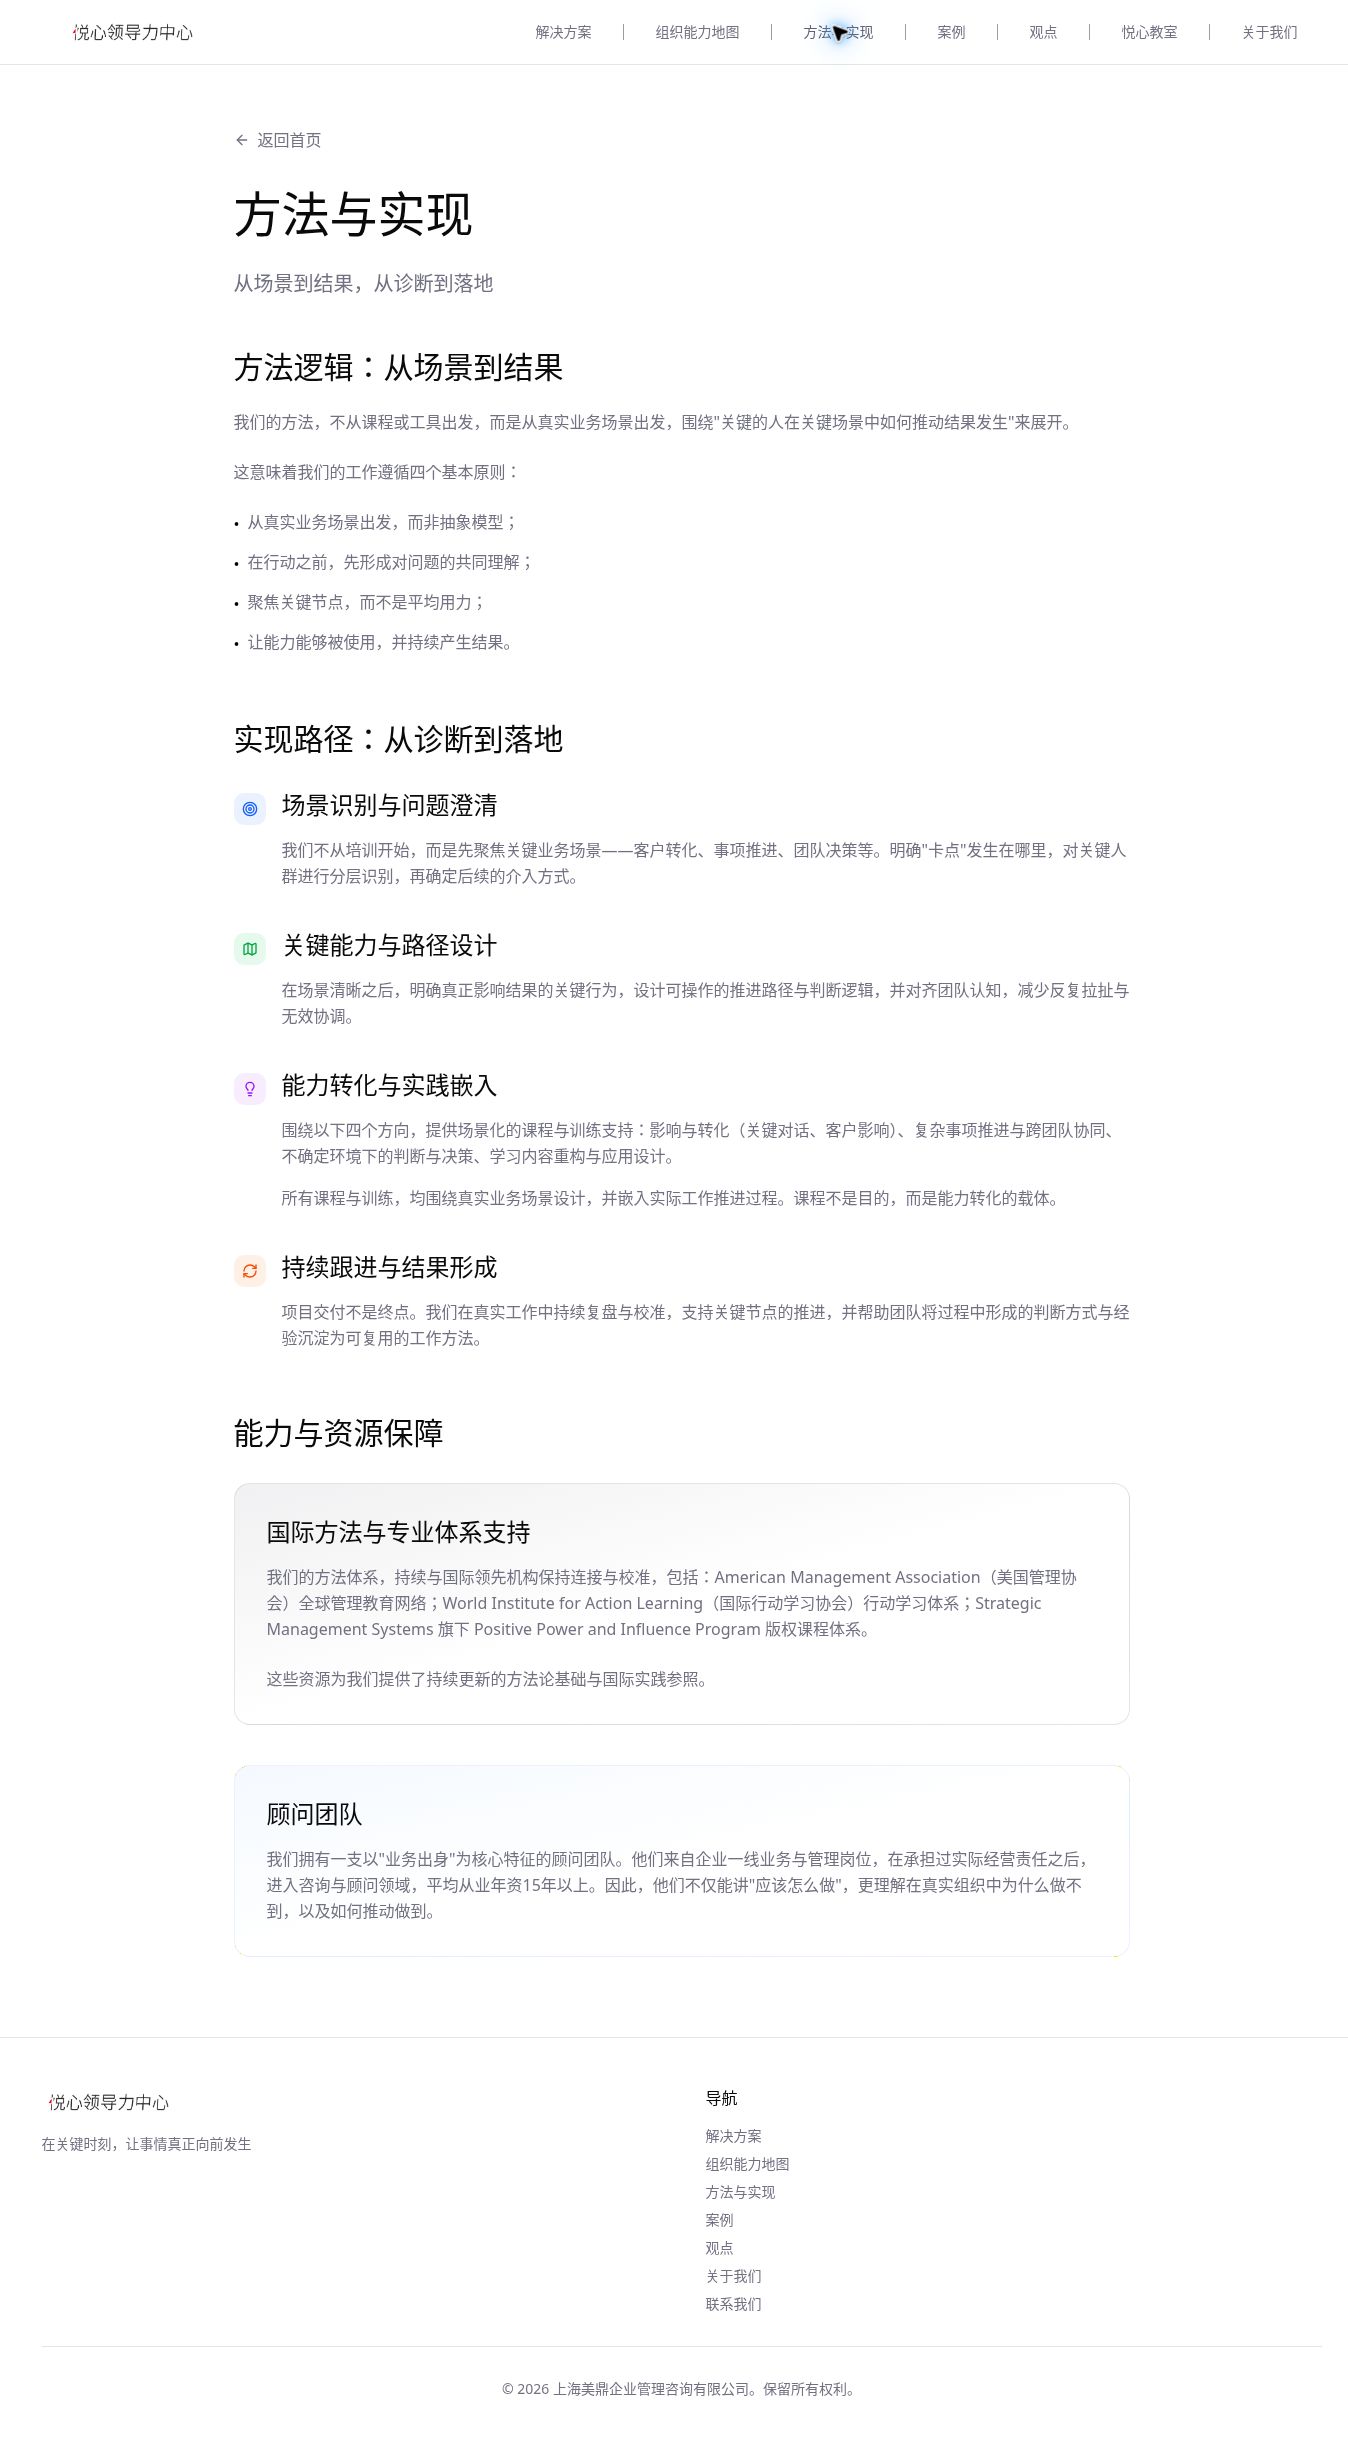 悦心领导力中心
解决方案
组织能力地图
方法与实现
案例
观点
悦心教室
关于我们
返回首页
方法与实现
从场景到结果，从诊断到落地
方法逻辑：从场景到结果
我们的方法，不从课程或工具出发，而是从真实业务场景出发，围绕"关键的人在关键场景中如何推动结果发生"来展开。
这意味着我们的工作遵循四个基本原则：
• 从真实业务场景出发，而非抽象模型；
• 在行动之前，先形成对问题的共同理解；
• 聚焦关键节点，而不是平均用力；
• 让能力能够被使用，并持续产生结果。
实现路径：从诊断到落地
场景识别与问题澄清
我们不从培训开始，而是先聚焦关键业务场景——客户转化、事项推进、团队决策等。明确"卡点"发生在哪里，对关键人
群进行分层识别，再确定后续的介入方式。
关键能力与路径设计
在场景清晰之后，明确真正影响结果的关键行为，设计可操作的推进路径与判断逻辑，并对齐团队认知，减少反复拉扯与
无效协调。
能力转化与实践嵌入
围绕以下四个方向，提供场景化的课程与训练支持：影响与转化（关键对话、客户影响）、复杂事项推进与跨团队协同、
不确定环境下的判断与决策、学习内容重构与应用设计。
所有课程与训练，均围绕真实业务场景设计，并嵌入实际工作推进过程。课程不是目的，而是能力转化的载体。
持续跟进与结果形成
项目交付不是终点。我们在真实工作中持续复盘与校准，支持关键节点的推进，并帮助团队将过程中形成的判断方式与经
验沉淀为可复用的工作方法。
能力与资源保障
国际方法与专业体系支持
我们的方法体系，持续与国际领先机构保持连接与校准，包括：American Management Association（美国管理协
会）全球管理教育网络；World Institute for Action Learning（国际行动学习协会）行动学习体系；Strategic
Management Systems 旗下 Positive Power and Influence Program 版权课程体系。
这些资源为我们提供了持续更新的方法论基础与国际实践参照。
顾问团队
我们拥有一支以"业务出身"为核心特征的顾问团队。他们来自企业一线业务与管理岗位，在承担过实际经营责任之后，
进入咨询与顾问领域，平均从业年资15年以上。因此，他们不仅能讲"应该怎么做"，更理解在真实组织中为什么做不
到，以及如何推动做到。
悦心领导力中心
在关键时刻，让事情真正向前发生
导航
解决方案
组织能力地图
方法与实现
案例
观点
关于我们
联系我们
© 2026 上海美鼎企业管理咨询有限公司。保留所有权利。